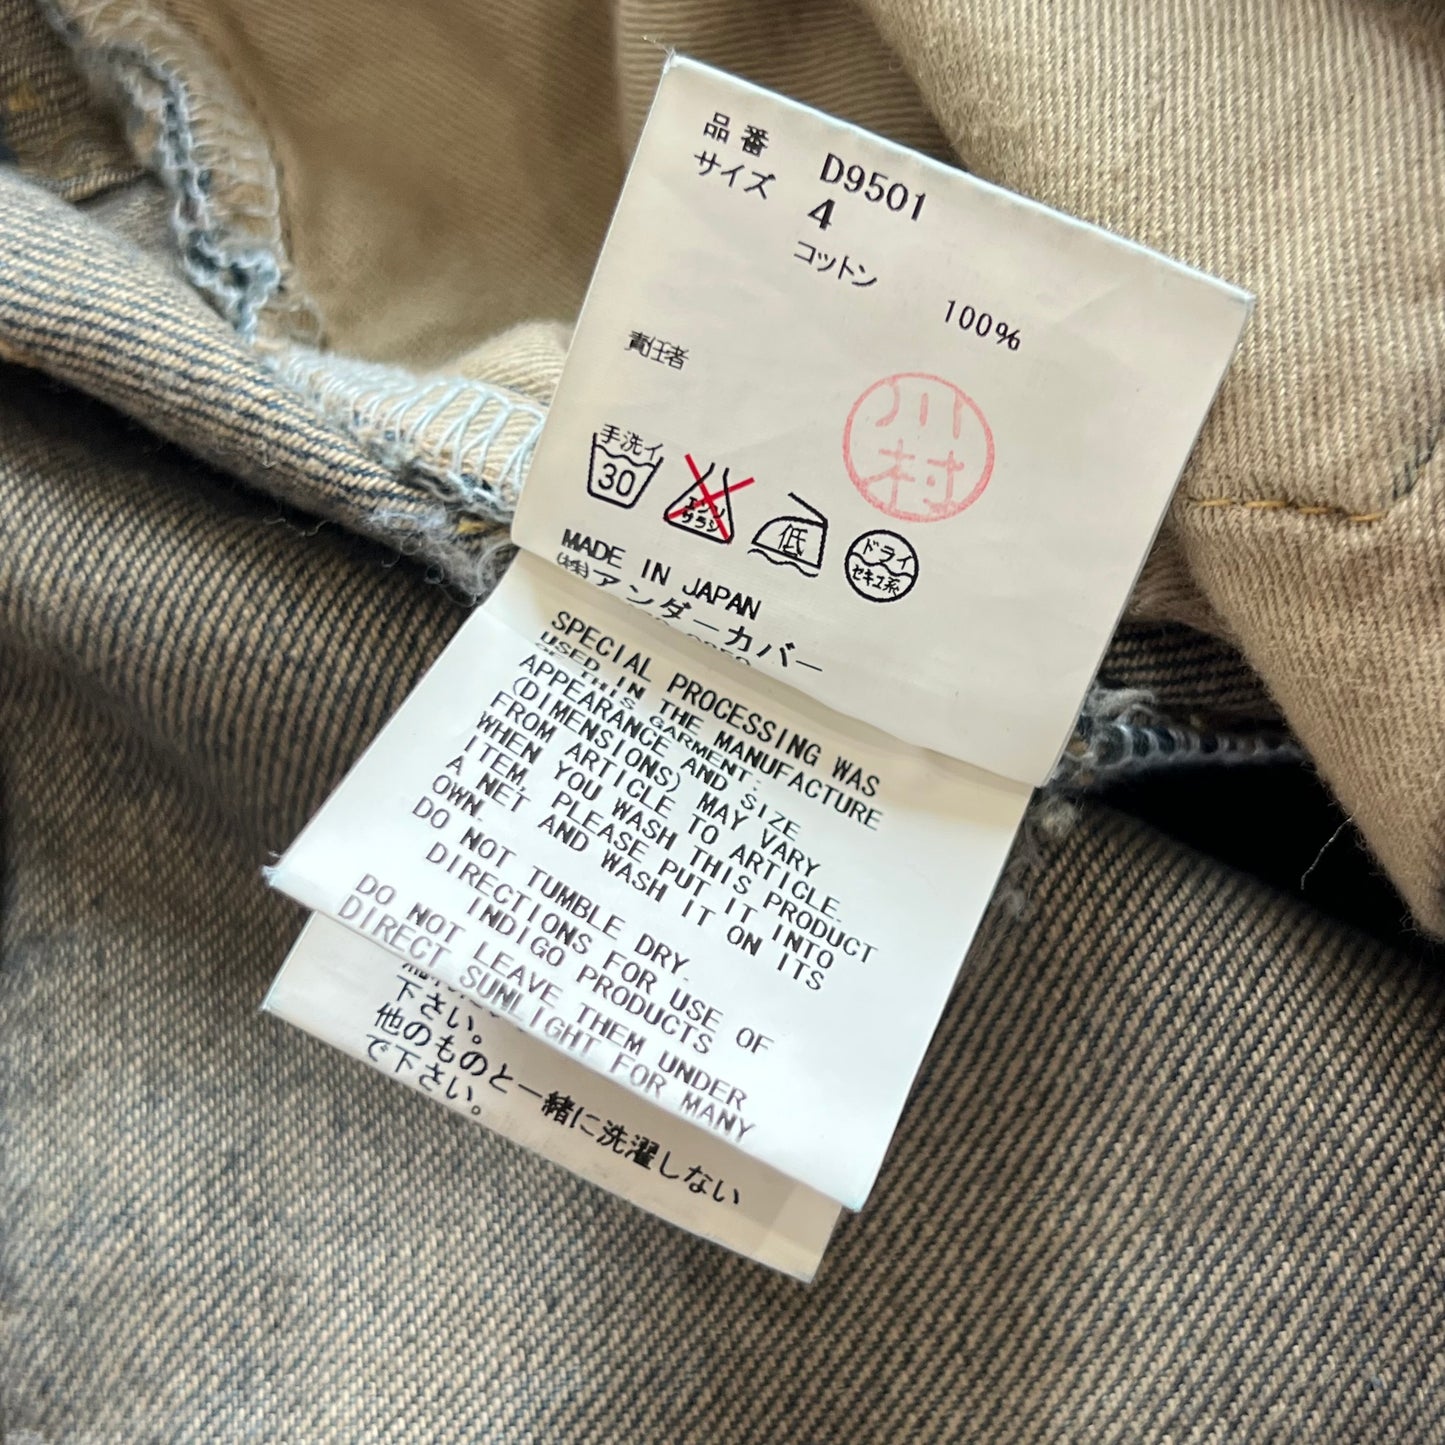 品番 D9501
サイズ 4
コットン 100%
責任者
川村
手洗イ
30
エンソ
サラシ
低
ドライ
セキユ系
MADE IN JAPAN
(株)アンダーカバー
SPECIAL PROCESSING WAS
USED IN THE MANUFACTURE
THIS GARMENT:
APPEARANCE AND SIZE
(DIMENSIONS) MAY VARY
FROM ARTICLE TO ARTICLE.
WHEN YOU WASH THIS PRODUCT
ITEM, PLEASE PUT IT INTO
A NET AND WASH IT ON ITS
OWN.
DO NOT TUMBLE DRY.
DIRECTIONS FOR USE OF
INDIGO PRODUCTS
DO NOT LEAVE THEM UNDER
DIRECT SUNLIGHT FOR MANY
下さい。
他のものと一緒に洗濯しない
で下さい。